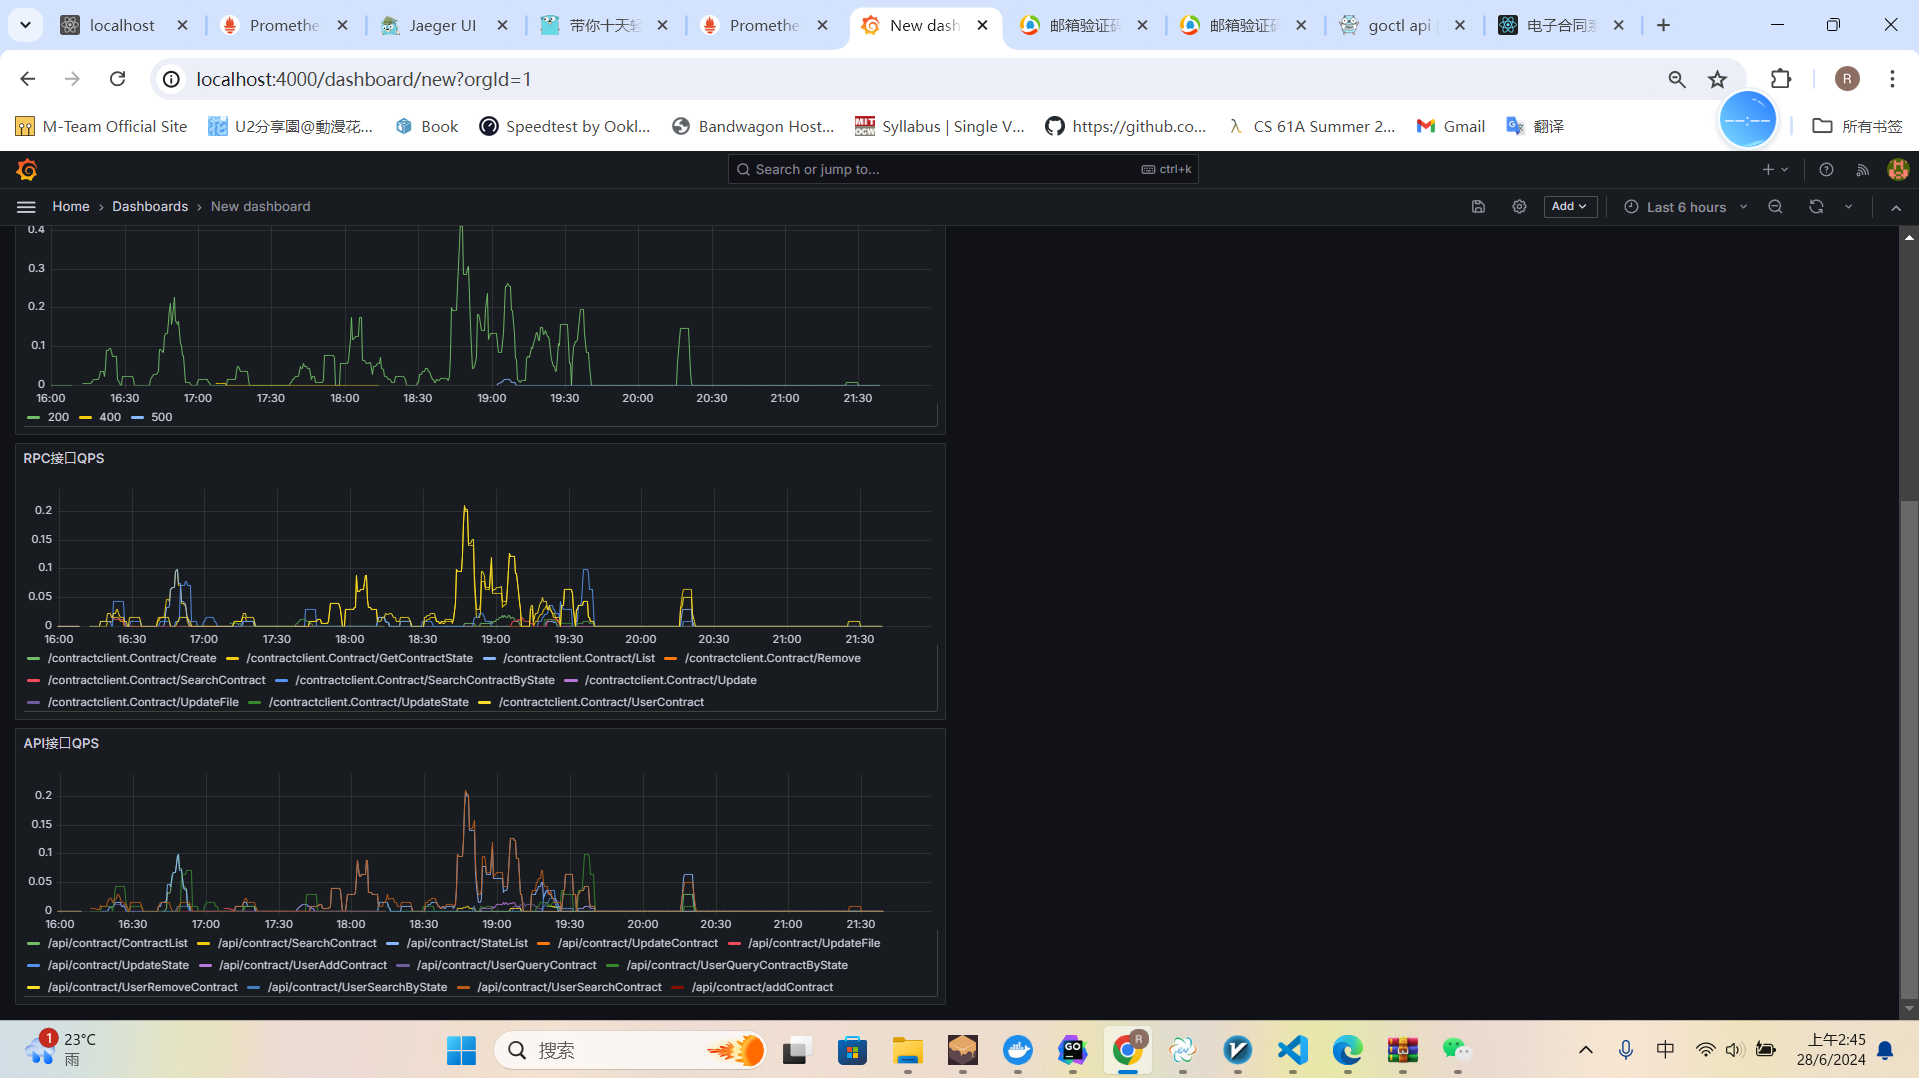 localhost
Promethe
Jaeger UI
带你十天轻
Promethe
New dash
邮箱验证码
邮箱验证码
goctl api
电子合同系
localhost:4000/dashboard/new?orgId=1
R
M-Team Official Site
U2分享園@動漫花...
Book
Speedtest by Ookl...
Bandwagon Host...
Syllabus | Single V...
https://github.co...
CS 61A Summer 2...
Gmail
翻译
--:--
所有书签
Search or jump to...
ctrl+k
Home › Dashboards › New dashboard
Add
Last 6 hours
0.4
0.3
0.2
0.1
0
16:00 16:30 17:00 17:30 18:00 18:30 19:00 19:30 20:00 20:30 21:00 21:30
200 400 500
RPC接口QPS
0.2
0.15
0.1
0.05
0
16:00 16:30 17:00 17:30 18:00 18:30 19:00 19:30 20:00 20:30 21:00 21:30
/contractclient.Contract/Create /contractclient.Contract/GetContractState /contractclient.Contract/List /contractclient.Contract/Remove
/contractclient.Contract/SearchContract /contractclient.Contract/SearchContractByState /contractclient.Contract/Update
/contractclient.Contract/UpdateFile /contractclient.Contract/UpdateState /contractclient.Contract/UserContract
API接口QPS
0.2
0.15
0.1
0.05
0
16:00 16:30 17:00 17:30 18:00 18:30 19:00 19:30 20:00 20:30 21:00 21:30
/api/contract/ContractList /api/contract/SearchContract /api/contract/StateList /api/contract/UpdateContract /api/contract/UpdateFile
/api/contract/UpdateState /api/contract/UserAddContract /api/contract/UserQueryContract /api/contract/UserQueryContractByState
/api/contract/UserRemoveContract /api/contract/UserSearchByState /api/contract/UserSearchContract /api/contract/addContract
1
23°C
雨
搜索
GO
R
中
上午2:45
28/6/2024